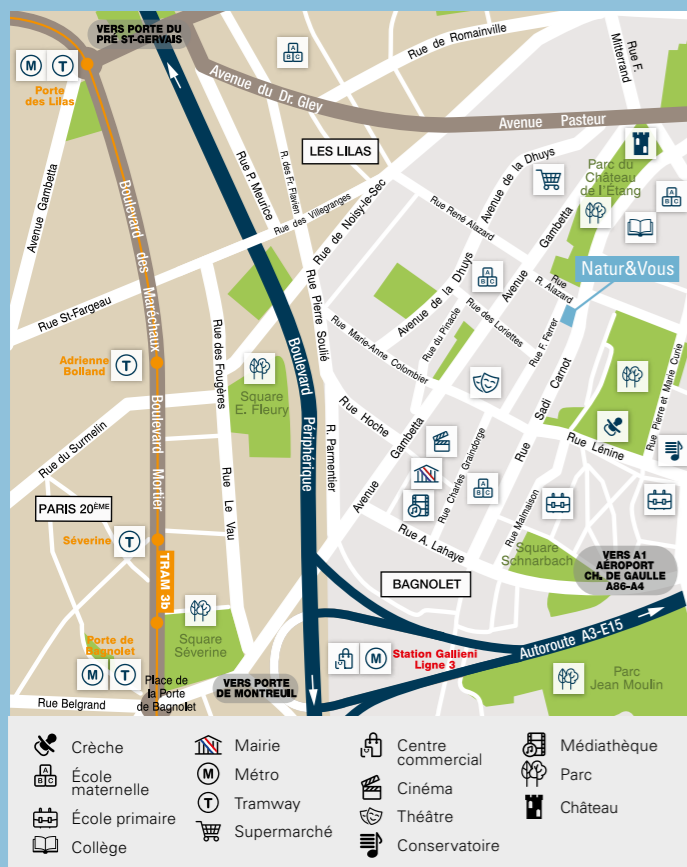 VERS PORTE DU
PRÉ ST-GERVAIS
A
B C
Rue de Romainville
Rue F.
Mitterrand
M
T
Porte
des Lilas
Avenue du Dr. Gley
Avenue Pasteur
LES LILAS
Avenue Gambetta
Rue P. Meurice
R. des Fr. Flavien
Rue des Villegranges
Rue de Noisy-le-Sec
Avenue de la Dhuys
Parc du
Château
de l'Étang
A
B C
Rue René Alazard
Boulevard des Maréchaux
Avenue Gambetta
Natur&Vous
Rue
R. Alazard
A
B C
Avenue de la Dhuys
Rue St-Fargeau
Rue Pierre Soulié
Rue du Pinacle
Rue des Loriettes
Rue F. Ferrer
Rue Marie-Anne Colombier
Rue des Fougères
Adrienne
Bolland
T
Boulevard Périphérique
Square
E. Fleury
Rue Sadi Carnot
Rue Pierre et Marie Curie
Boulevard Mortier
Rue Hoche
Avenue Gambetta
Rue Lénine
Rue du Surmelin
R. Parmentier
Rue Charles Graindorge
A
B C
Rue Le Vau
Rue Malmaison
PARIS 20ÈME
Séverine
T
Rue A. Lahaye
Square
Schnarbach
VERS A1
AÉROPORT
CH. DE GAULLE
A86-A4
TRAM 3b
BAGNOLET
Square
Séverine
Porte de
Bagnolet
M
T
M
Station Gallieni
Ligne 3
Autoroute A3-E15
VERS PORTE
DE MONTREUIL
Place de
la Porte
de Bagnolet
Rue Belgrand
Parc
Jean Moulin
Crèche
A
B C
École
maternelle
École primaire
Collège
Mairie
M
Métro
T
Tramway
Supermarché
Centre
commercial
Cinéma
Théâtre
Conservatoire
Médiathèque
Parc
Château